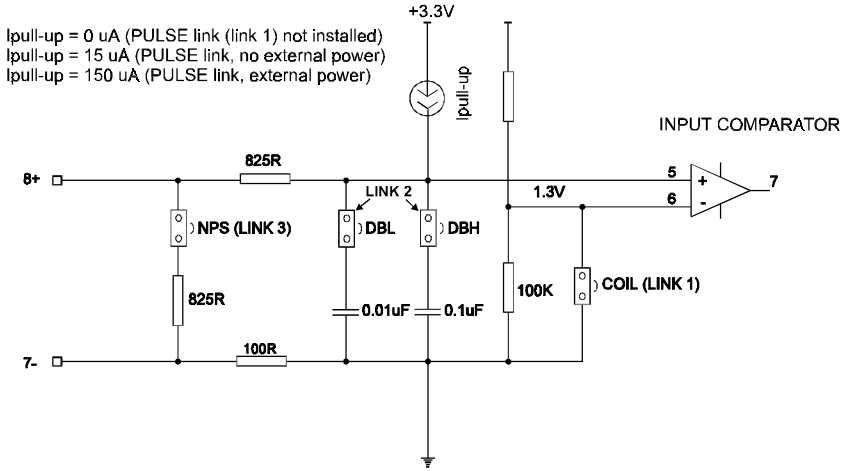 +3.3V
Ipull-up = 0 uA (PULSE link (link 1) not installed)
Ipull-up = 15 uA (PULSE link, no external power)
Ipull-up = 150 uA (PULSE link, external power)
Ipull-up
INPUT COMPARATOR
825R
8+
LINK 2
1.3V
5
+
7
6
-
NPS (LINK 3)
DBL
DBH
825R
0.01uF
0.1uF
100K
COIL (LINK 1)
100R
7-